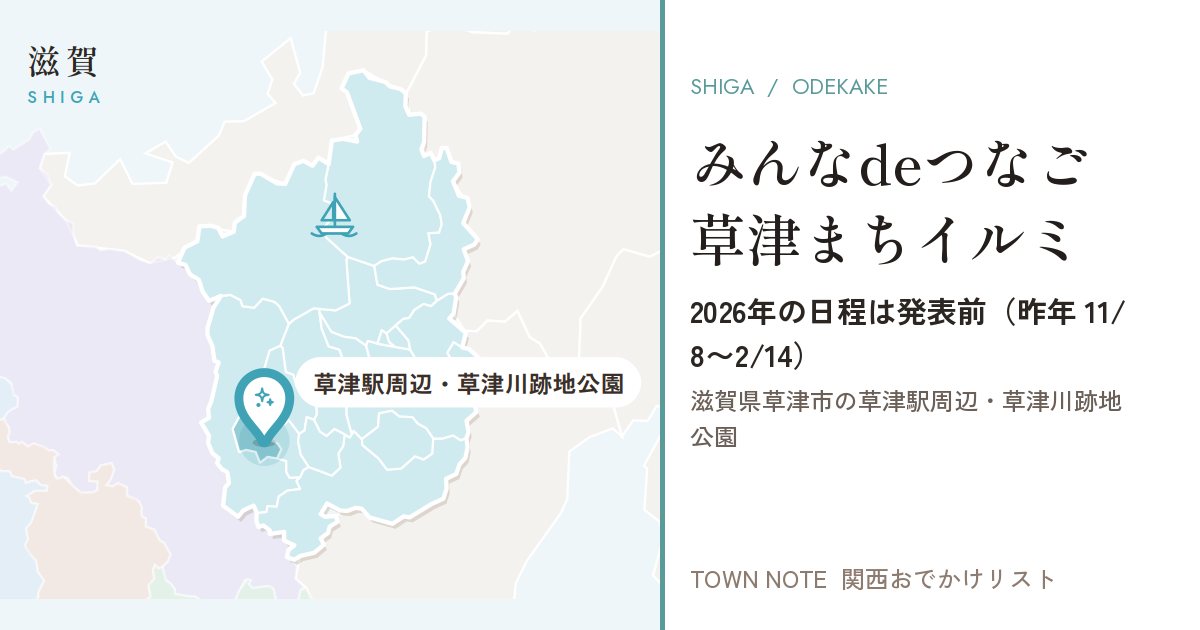 滋賀
SHIGA
草津駅周辺・草津川跡地公園
SHIGA / ODEKAKE
みんなdeつなご
草津まちイルミ
2026年の日程は発表前（昨年 11/
8〜2/14）
滋賀県草津市の草津駅周辺・草津川跡地
公園
TOWN NOTE 関西おでかけリスト